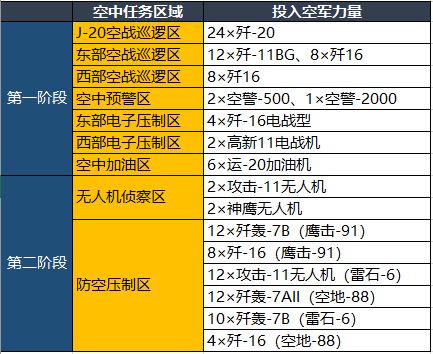 空中任务区域 投入空军力量
第一阶段
J-20空战巡逻区 24×歼-20
东部空战巡逻区 12×歼-11BG、8×歼16
西部空战巡逻区 8×歼16
空中预警区 2×空警-500、1×空警-2000
东部电子压制区 4×歼-16电战型
西部电子压制区 2×高新11电战机
空中加油区 6×运-20加油机
第二阶段
无人机侦察区 2×攻击-11无人机
2×神鹰无人机
防空压制区 12×歼轰-7B（鹰击-91）
8×歼-16（鹰击-91）
12×攻击-11无人机（雷石-6）
12×歼轰-7AII（空地-88）
10×歼轰-7B（雷石-6）
4×歼-16（空地-88）